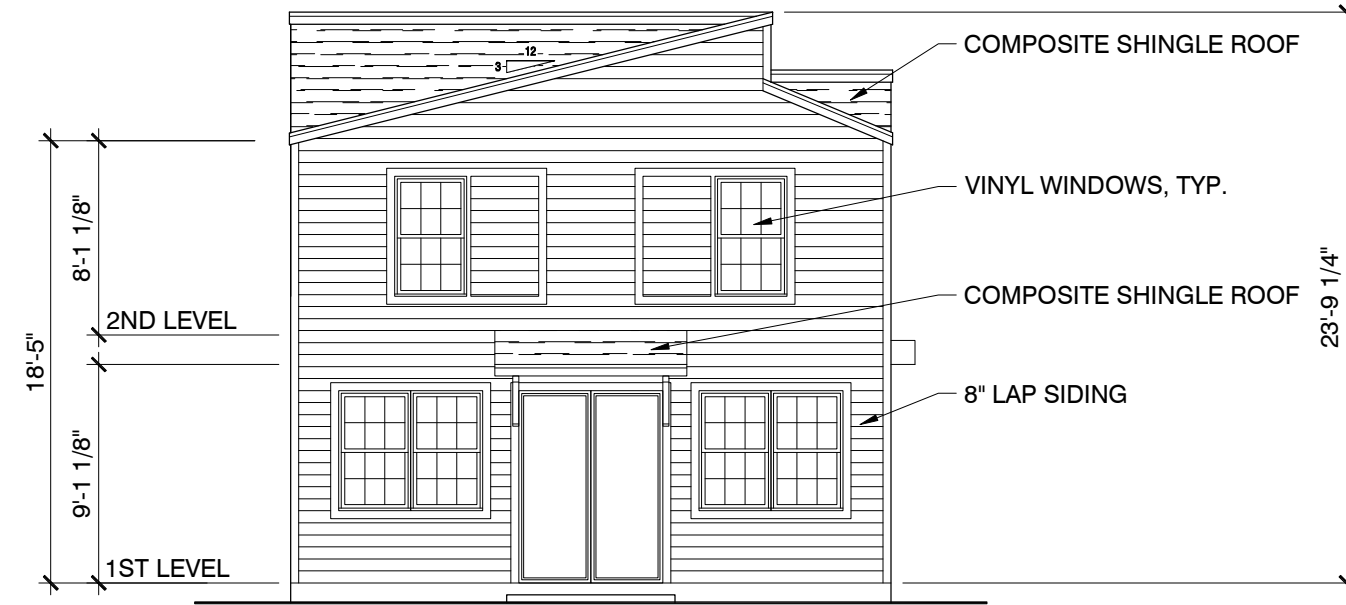 12
3
COMPOSITE SHINGLE ROOF
VINYL WINDOWS, TYP.
8'-1 1/8"
23'-9 1/4"
COMPOSITE SHINGLE ROOF
2ND LEVEL
18'-5"
8" LAP SIDING
9'-1 1/8"
1ST LEVEL